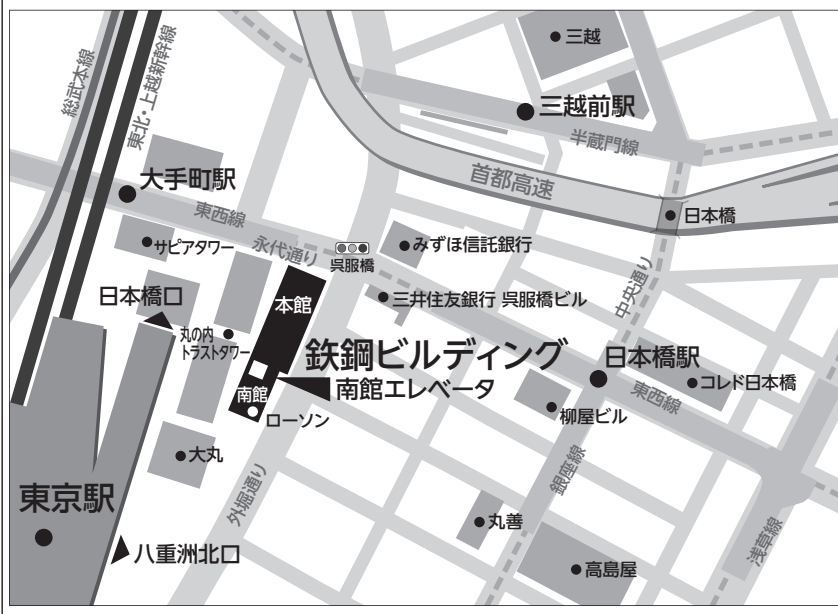 三越
総武本線
東北・上越新幹線
三越前駅
半蔵門線
首都高速
大手町駅
東西線
日本橋
サピアタワー
永代通り
呉服橋
みずほ信託銀行
中央通り
日本橋口
本館
三井住友銀行 呉服橋ビル
丸の内
トラストタワー
鉄鋼ビルディング
日本橋駅
南館
南館エレベータ
コレド日本橋
東西線
ローソン
柳屋ビル
大丸
銀座線
外堀通り
東京駅
丸善
浅草線
八重洲北口
高島屋